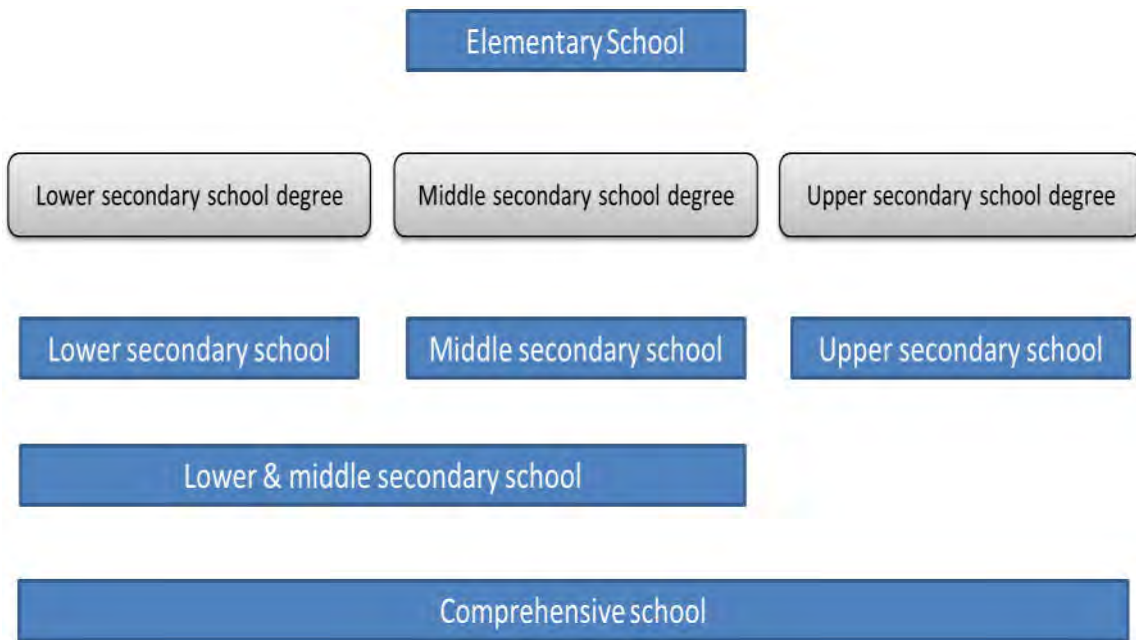 Elementary School
Lower secondary school degree
Middle secondary school degree
Upper secondary school degree
Lower secondary school
Middle secondary school
Upper secondary school
Lower & middle secondary school
Comprehensive school